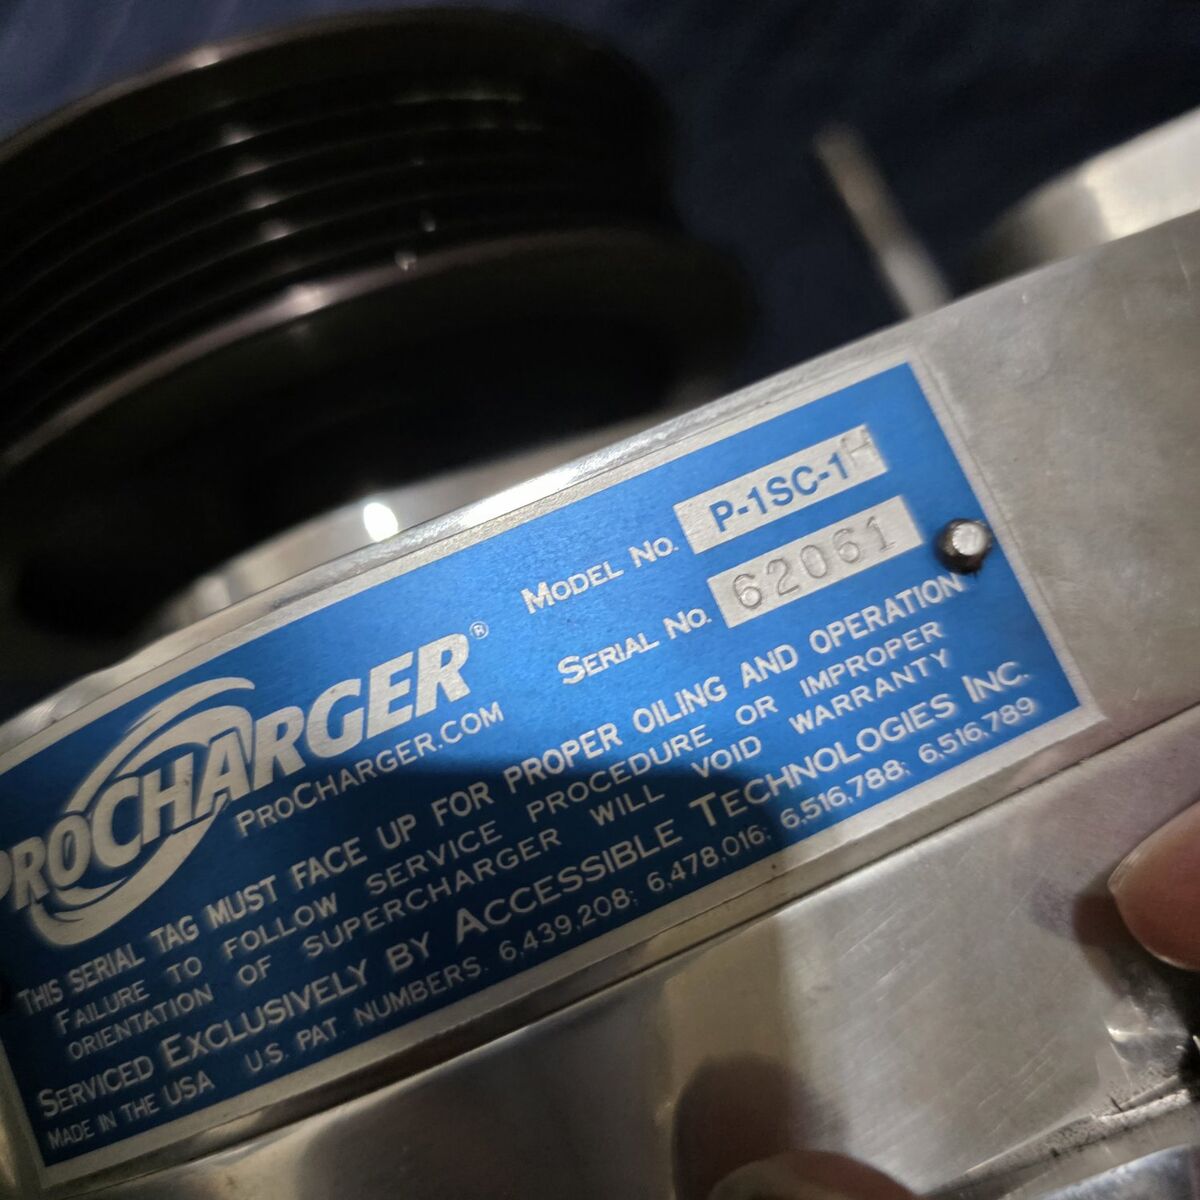 MODEL NO. P-1SC-1H
SERIAL NO. 62061
PROCHARGER®
PROCHARGER.COM
THIS SERIAL TAG MUST FACE UP FOR PROPER OILING AND OPERATION
FAILURE TO FOLLOW SERVICE PROCEDURE OR IMPROPER
ORIENTATION OF SUPERCHARGER WILL VOID WARRANTY
SERVICED EXCLUSIVELY BY ACCESSIBLE TECHNOLOGIES INC.
MADE IN THE USA U.S. PAT. NUMBERS. 6,439,208; 6,478,016; 6,516,788; 6,516,789